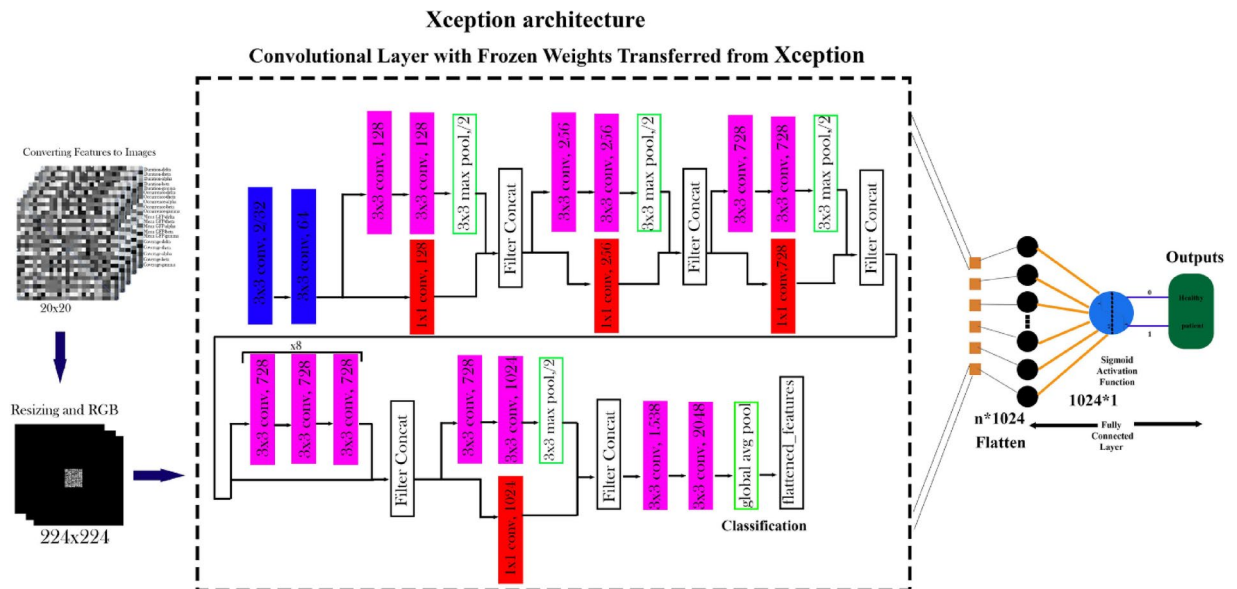 Xception architecture
Convolutional Layer with Frozen Weights Transferred from Xception
Converting Features to Images
20x20
Resizing and RGB
224x224
3x3 conv, 2/32
3x3 conv, 64
3x3 conv, 128
3x3 conv, 128
3x3 max pool,/2
1x1 conv, 128
Filter Concat
3x3 conv, 256
3x3 conv, 256
3x3 max pool,/2
1x1 conv, 256
Filter Concat
3x3 conv, 728
3x3 conv, 728
3x3 max pool,/2
1x1 conv,728
Filter Concat
x8
3x3 conv, 728
3x3 conv, 728
3x3 conv, 728
Filter Concat
3x3 conv, 728
3x3 conv, 1024
3x3 max pool,/2
1x1 conv, 1024
Filter Concat
3x3 conv, 1538
3x3 conv, 2048
global avg pool
flattened_features
Classification
n*1024
Flatten
Sigmoid
Activation
Function
1024*1
Fully
Connected
Layer
Outputs
0
Healthy
patient
1